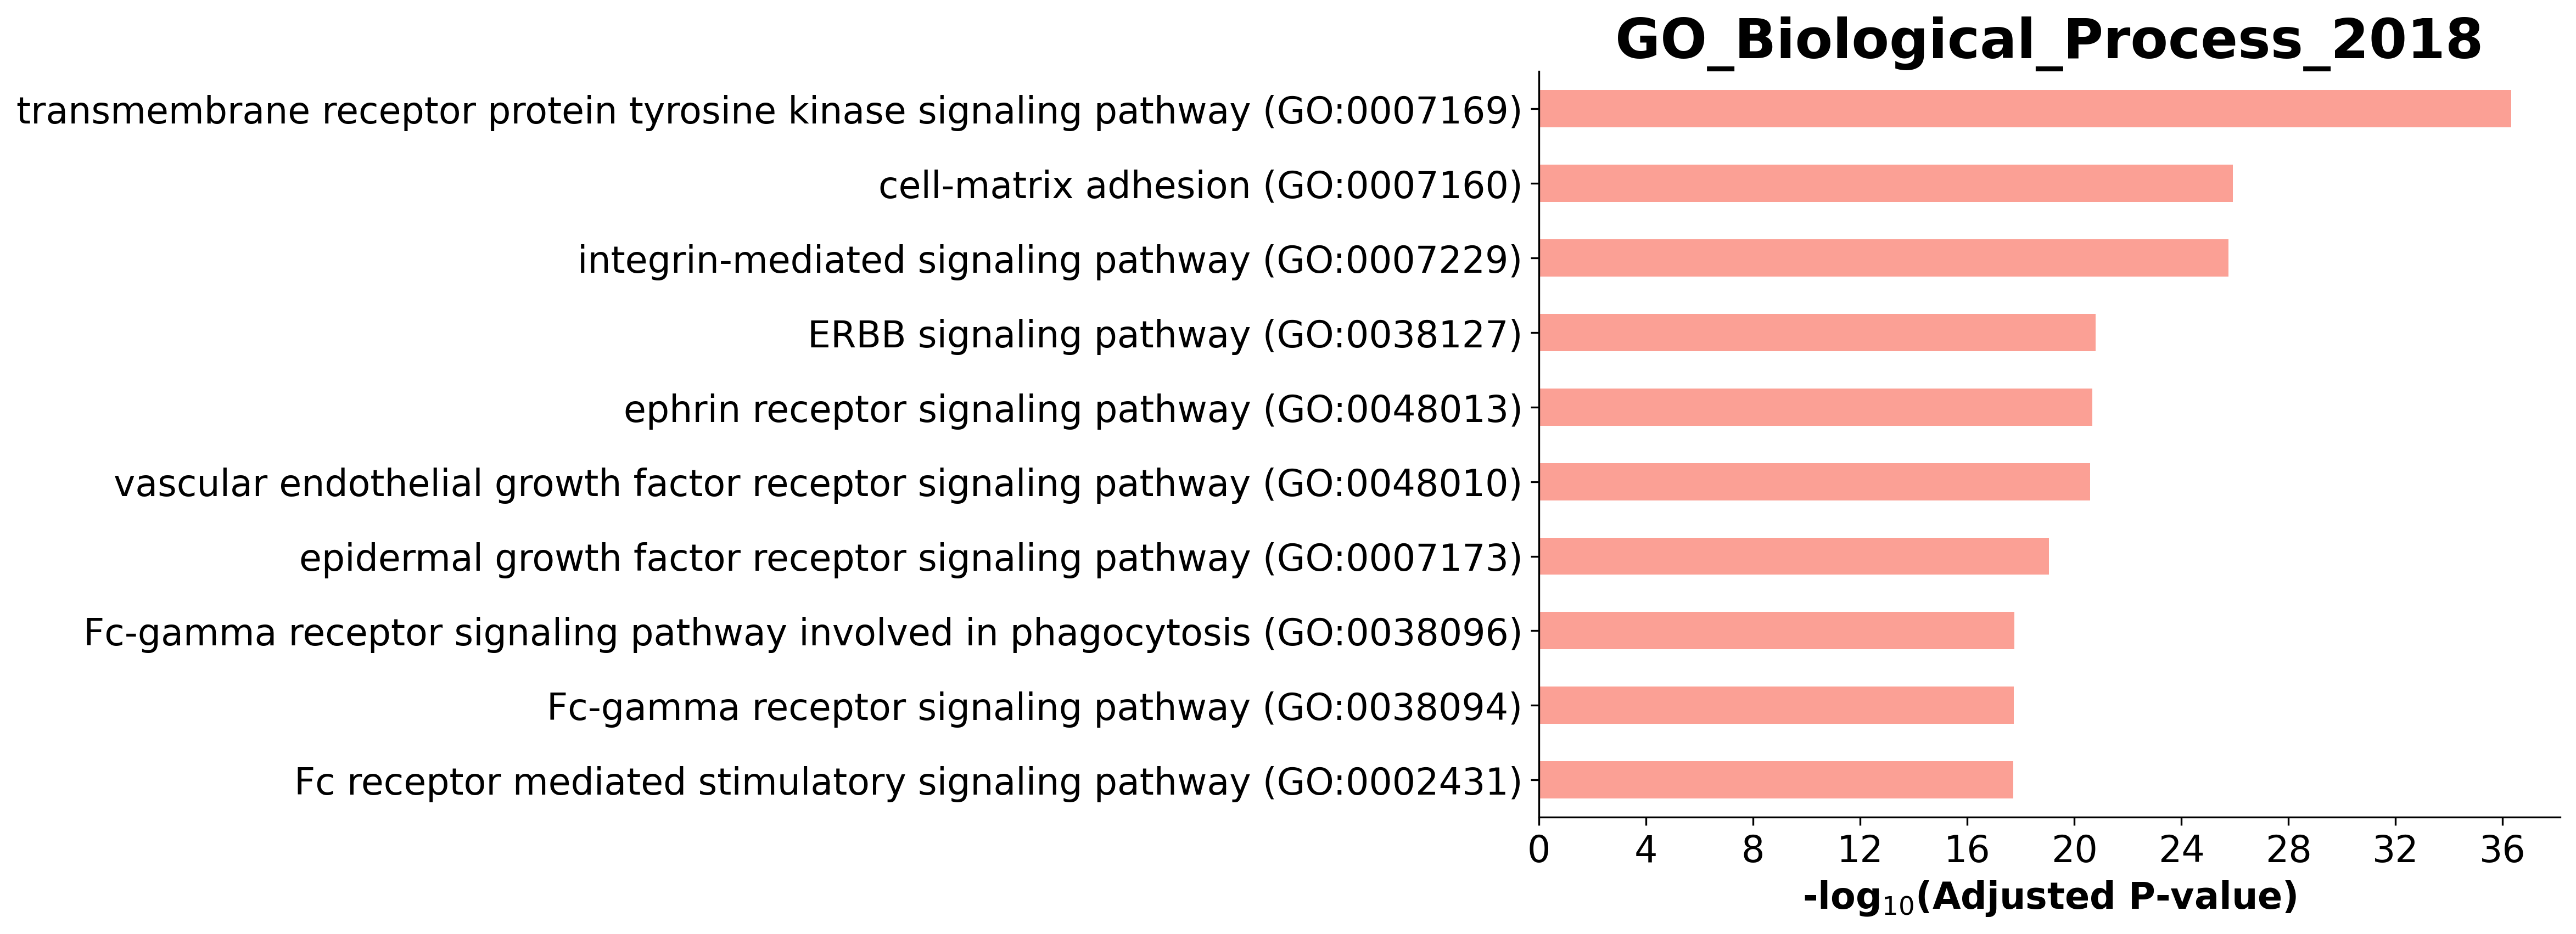 GO_Biological_Process_2018
transmembrane receptor protein tyrosine kinase signaling pathway (GO:0007169)
cell-matrix adhesion (GO:0007160)
integrin-mediated signaling pathway (GO:0007229)
ERBB signaling pathway (GO:0038127)
ephrin receptor signaling pathway (GO:0048013)
vascular endothelial growth factor receptor signaling pathway (GO:0048010)
epidermal growth factor receptor signaling pathway (GO:0007173)
Fc-gamma receptor signaling pathway involved in phagocytosis (GO:0038096)
Fc-gamma receptor signaling pathway (GO:0038094)
Fc receptor mediated stimulatory signaling pathway (GO:0002431)
0 4 8 12 16 20 24 28 32 36
-log₁₀(Adjusted P-value)